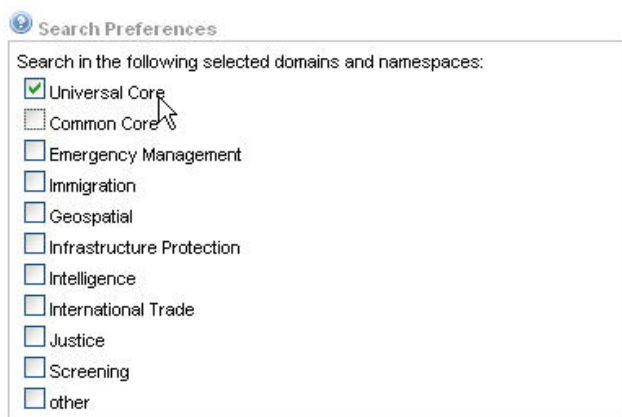 Search Preferences
Search in the following selected domains and namespaces:
Universal Core
Common Core
Emergency Management
Immigration
Geospatial
Infrastructure Protection
Intelligence
International Trade
Justice
Screening
other